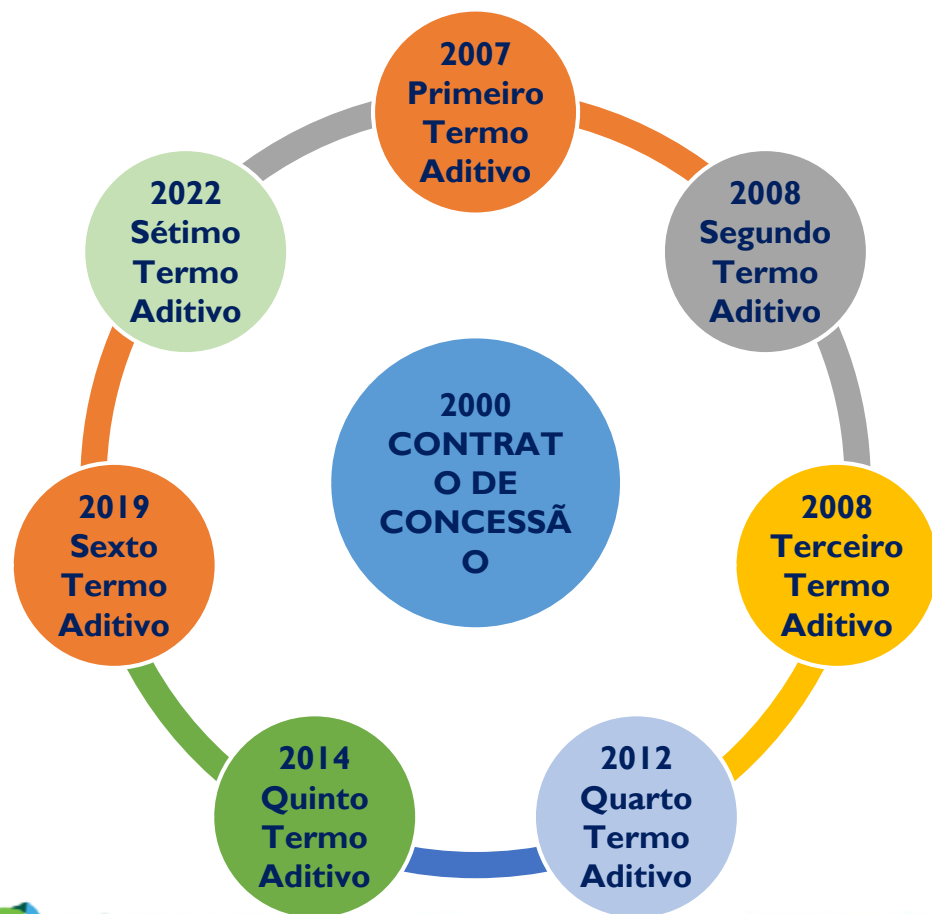 2007
Primeiro
Termo
Aditivo
2008
Segundo
Termo
Aditivo
2008
Terceiro
Termo
Aditivo
2012
Quarto
Termo
Aditivo
2014
Quinto
Termo
Aditivo
2019
Sexto
Termo
Aditivo
2022
Sétimo
Termo
Aditivo
2000
CONTRAT
O DE
CONCESSÃ
O